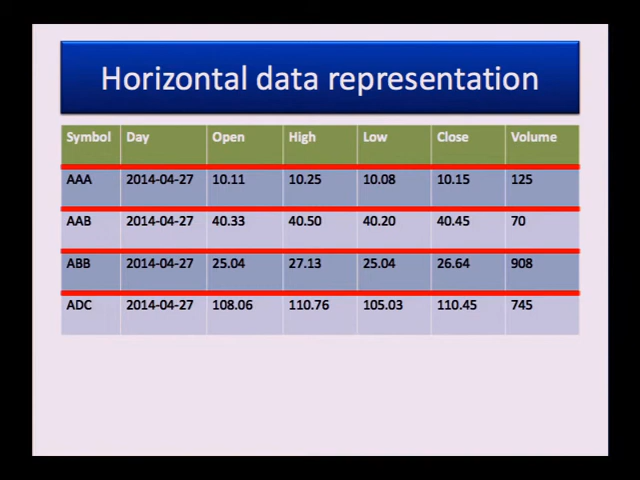 Horizontal data representation
Symbol Day Open High Low Close Volume
AAA 2014-04-27 10.11 10.25 10.08 10.15 125
AAB 2014-04-27 40.33 40.50 40.20 40.45 70
ABB 2014-04-27 25.04 27.13 25.04 26.64 908
ADC 2014-04-27 108.06 110.76 105.03 110.45 745